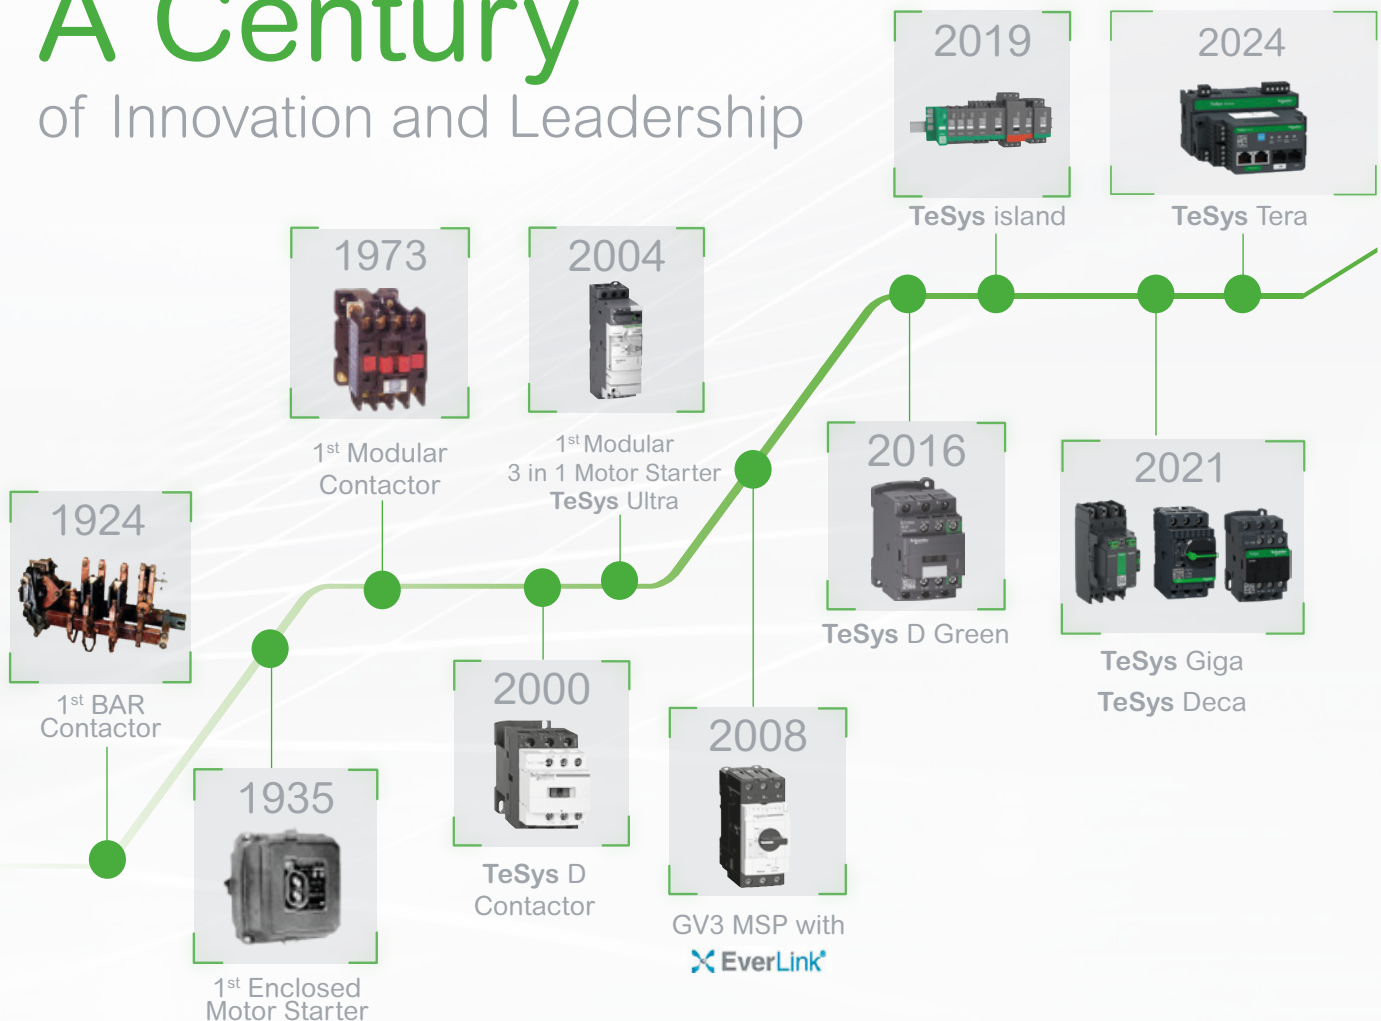 A Century
of Innovation and Leadership
1924
1st BAR
Contactor
1935
1st Enclosed
Motor Starter
1973
1st Modular
Contactor
2000
TeSys D
Contactor
2004
1st Modular
3 in 1 Motor Starter
TeSys Ultra
2008
GV3 MSP with
EverLink®
2016
TeSys D Green
2019
TeSys island
2021
TeSys Giga
TeSys Deca
2024
TeSys Tera